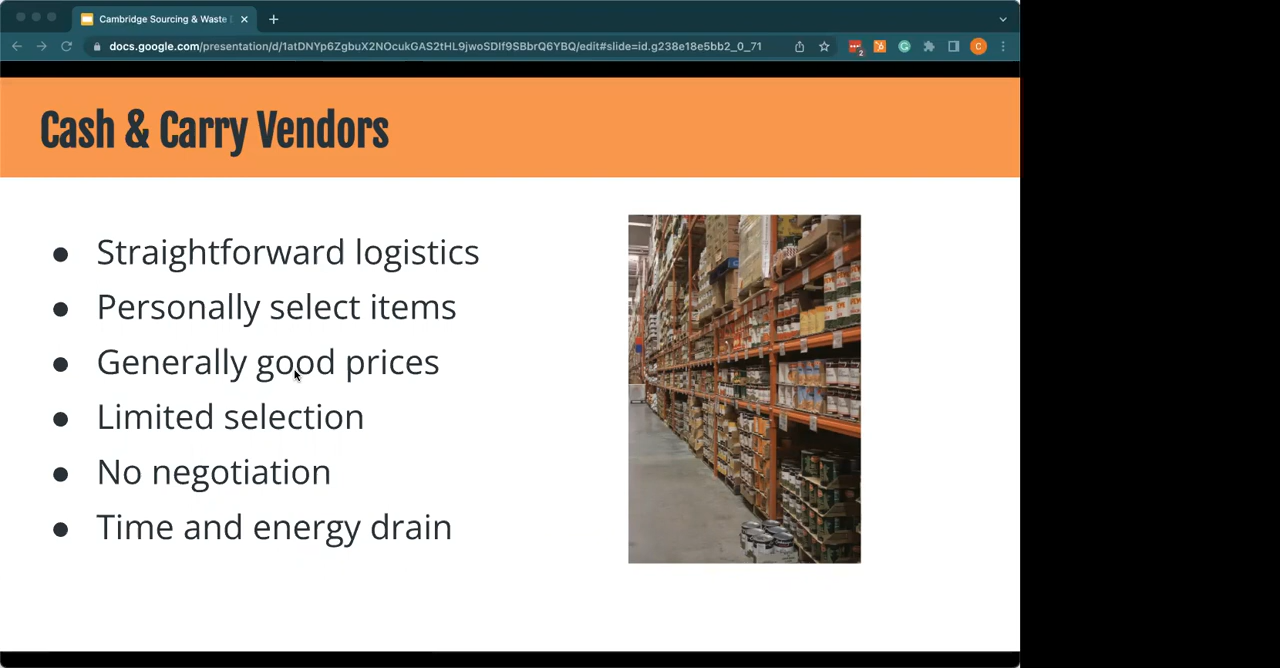 Cambridge Sourcing & Waste
docs.google.com/presentation/d/1atDNYp6ZgbuX2NOcukGAS2tHL9jwoSDIf9SBbrQ6YBQ/edit#slide=id.g238e18e5bb2_0_71
2
C
Cash & Carry Vendors
● Straightforward logistics
● Personally select items
● Generally good prices
● Limited selection
● No negotiation
● Time and energy drain